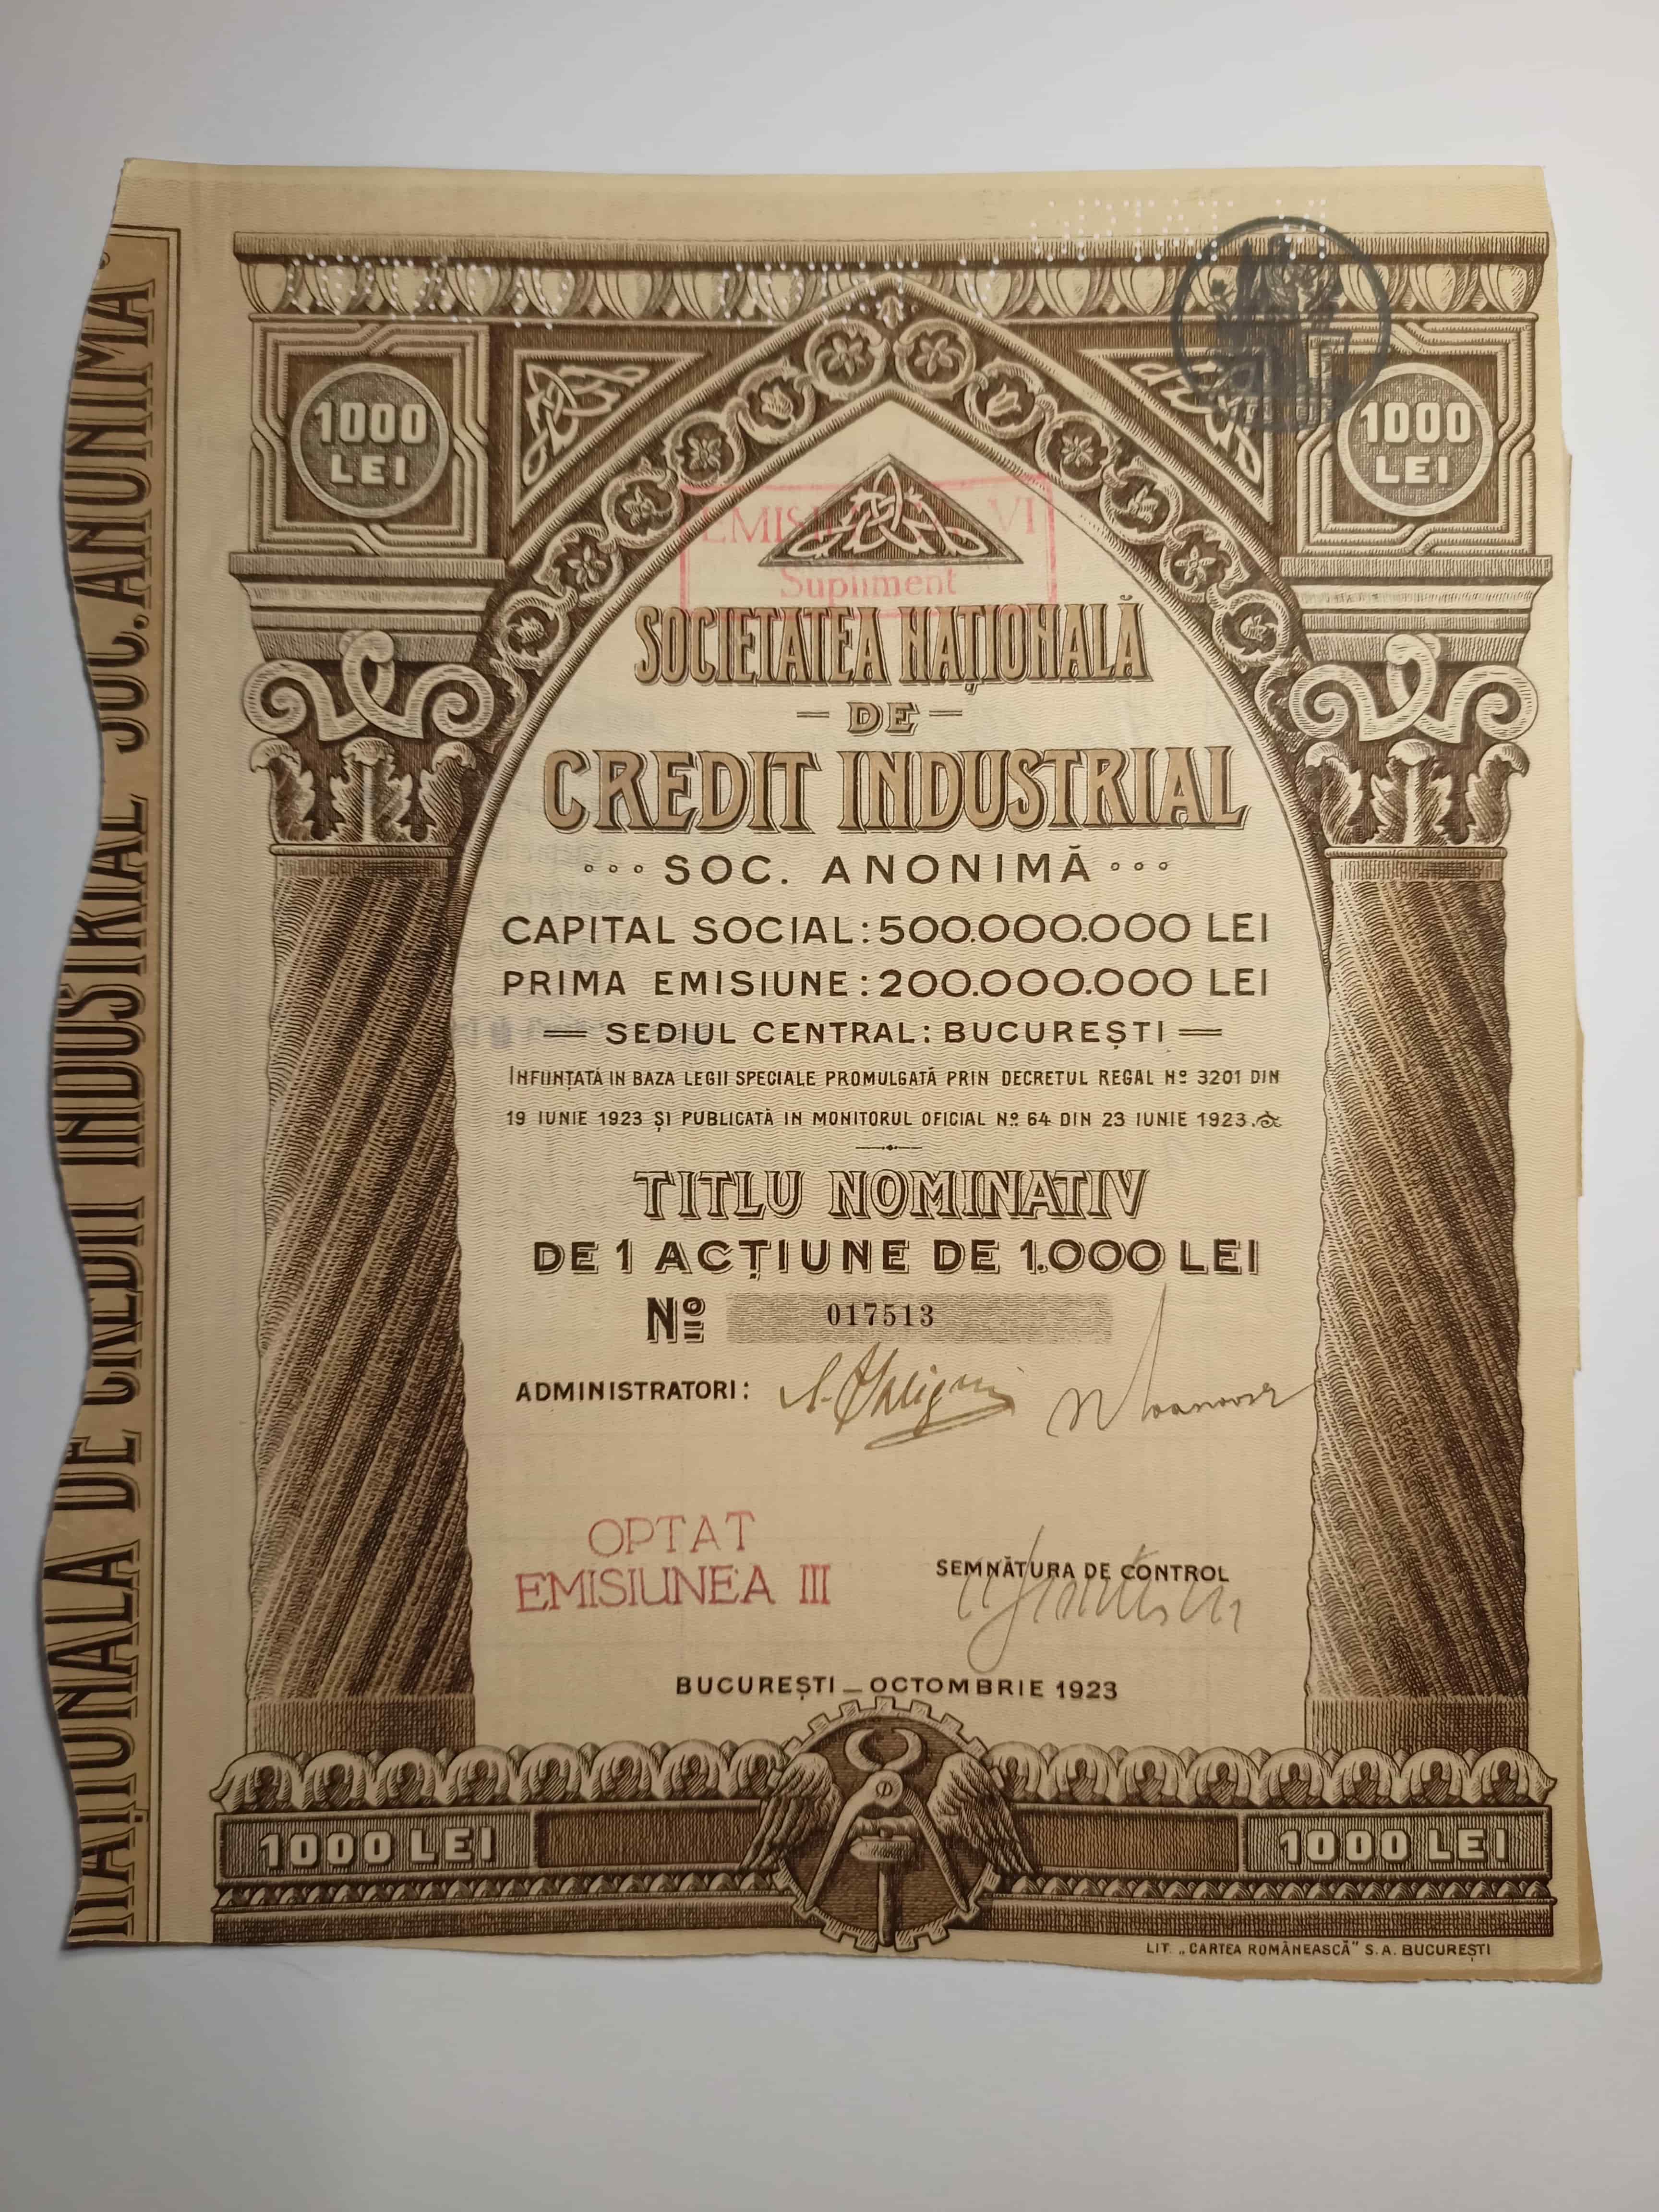 NAȚIONALA DE CREDIT INDUSTRIAL SOC. ANONIMA
1000
LEI
1000
LEI
VI
Supliment
SOCIETATEA NAȚIONALĂ
— DE —
CREDIT INDUSTRIAL
SOC. ANONIMĂ
CAPITAL SOCIAL: 500.000.000 LEI
PRIMA EMISIUNE: 200.000.000 LEI
SEDIUL CENTRAL: BUCUREȘTI
ÎNFIINȚATĂ IN BAZA LEGII SPECIALE PROMULGATĂ PRIN DECRETUL REGAL Nº 3201 DIN
19 IUNIE 1923 ȘI PUBLICATĂ IN MONITORUL OFICIAL Nº 64 DIN 23 IUNIE 1923.
TITLU NOMINATIV
DE 1 ACȚIUNE DE 1.000 LEI
Nº 017513
ADMINISTRATORI:
OPTAT
EMISIUNEA III
SEMNĂTURA DE CONTROL
BUCUREȘTI — OCTOMBRIE 1923
1000 LEI
1000 LEI
LIT. „CARTEA ROMÂNEASCĂ" S.A. BUCUREȘTI